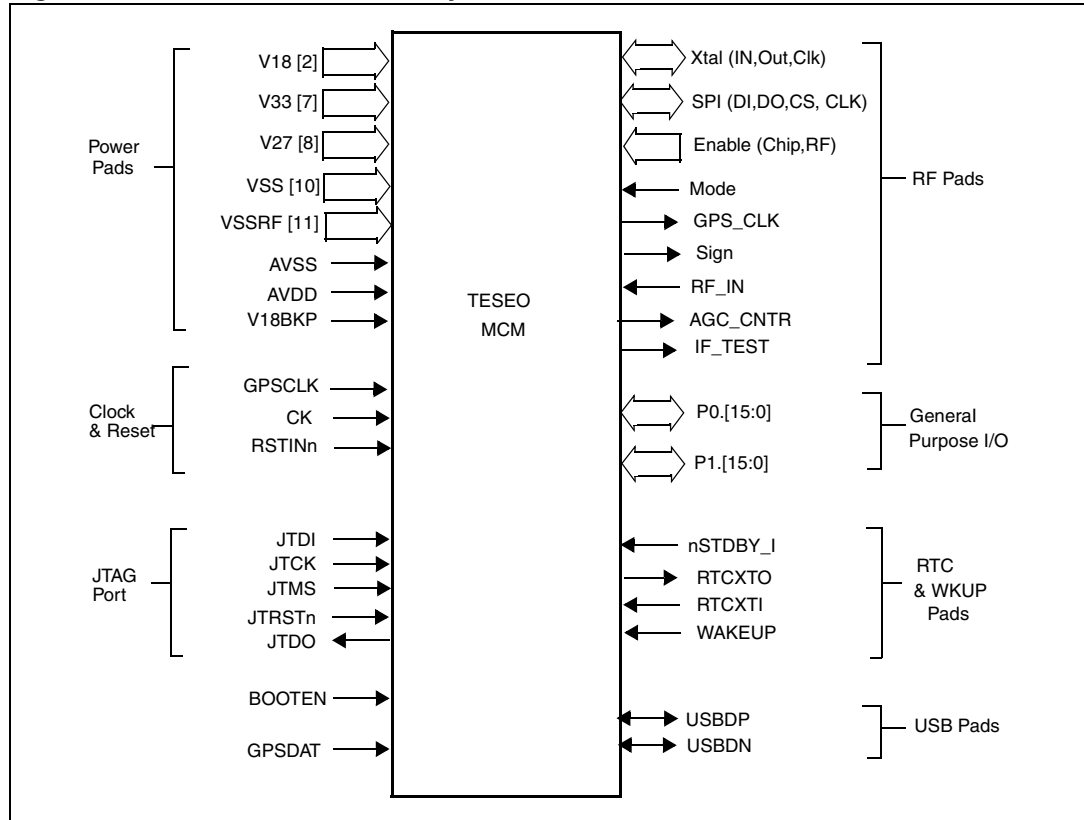 V18 [2]
V33 [7]
V27 [8]
VSS [10]
VSSRF [11]
AVSS
AVDD
V18BKP
Power
Pads
GPSCLK
CK
RSTINn
Clock
& Reset
JTDI
JTCK
JTMS
JTRSTn
JTDO
JTAG
Port
BOOTEN
GPSDAT
TESEO
MCM
Xtal (IN,Out,Clk)
SPI (DI,DO,CS, CLK)
Enable (Chip,RF)
Mode
GPS_CLK
Sign
RF_IN
AGC_CNTR
IF_TEST
RF Pads
P0.[15:0]
P1.[15:0]
General
Purpose I/O
nSTDBY_I
RTCXTO
RTCXTI
WAKEUP
RTC
& WKUP
Pads
USBDP
USBDN
USB Pads